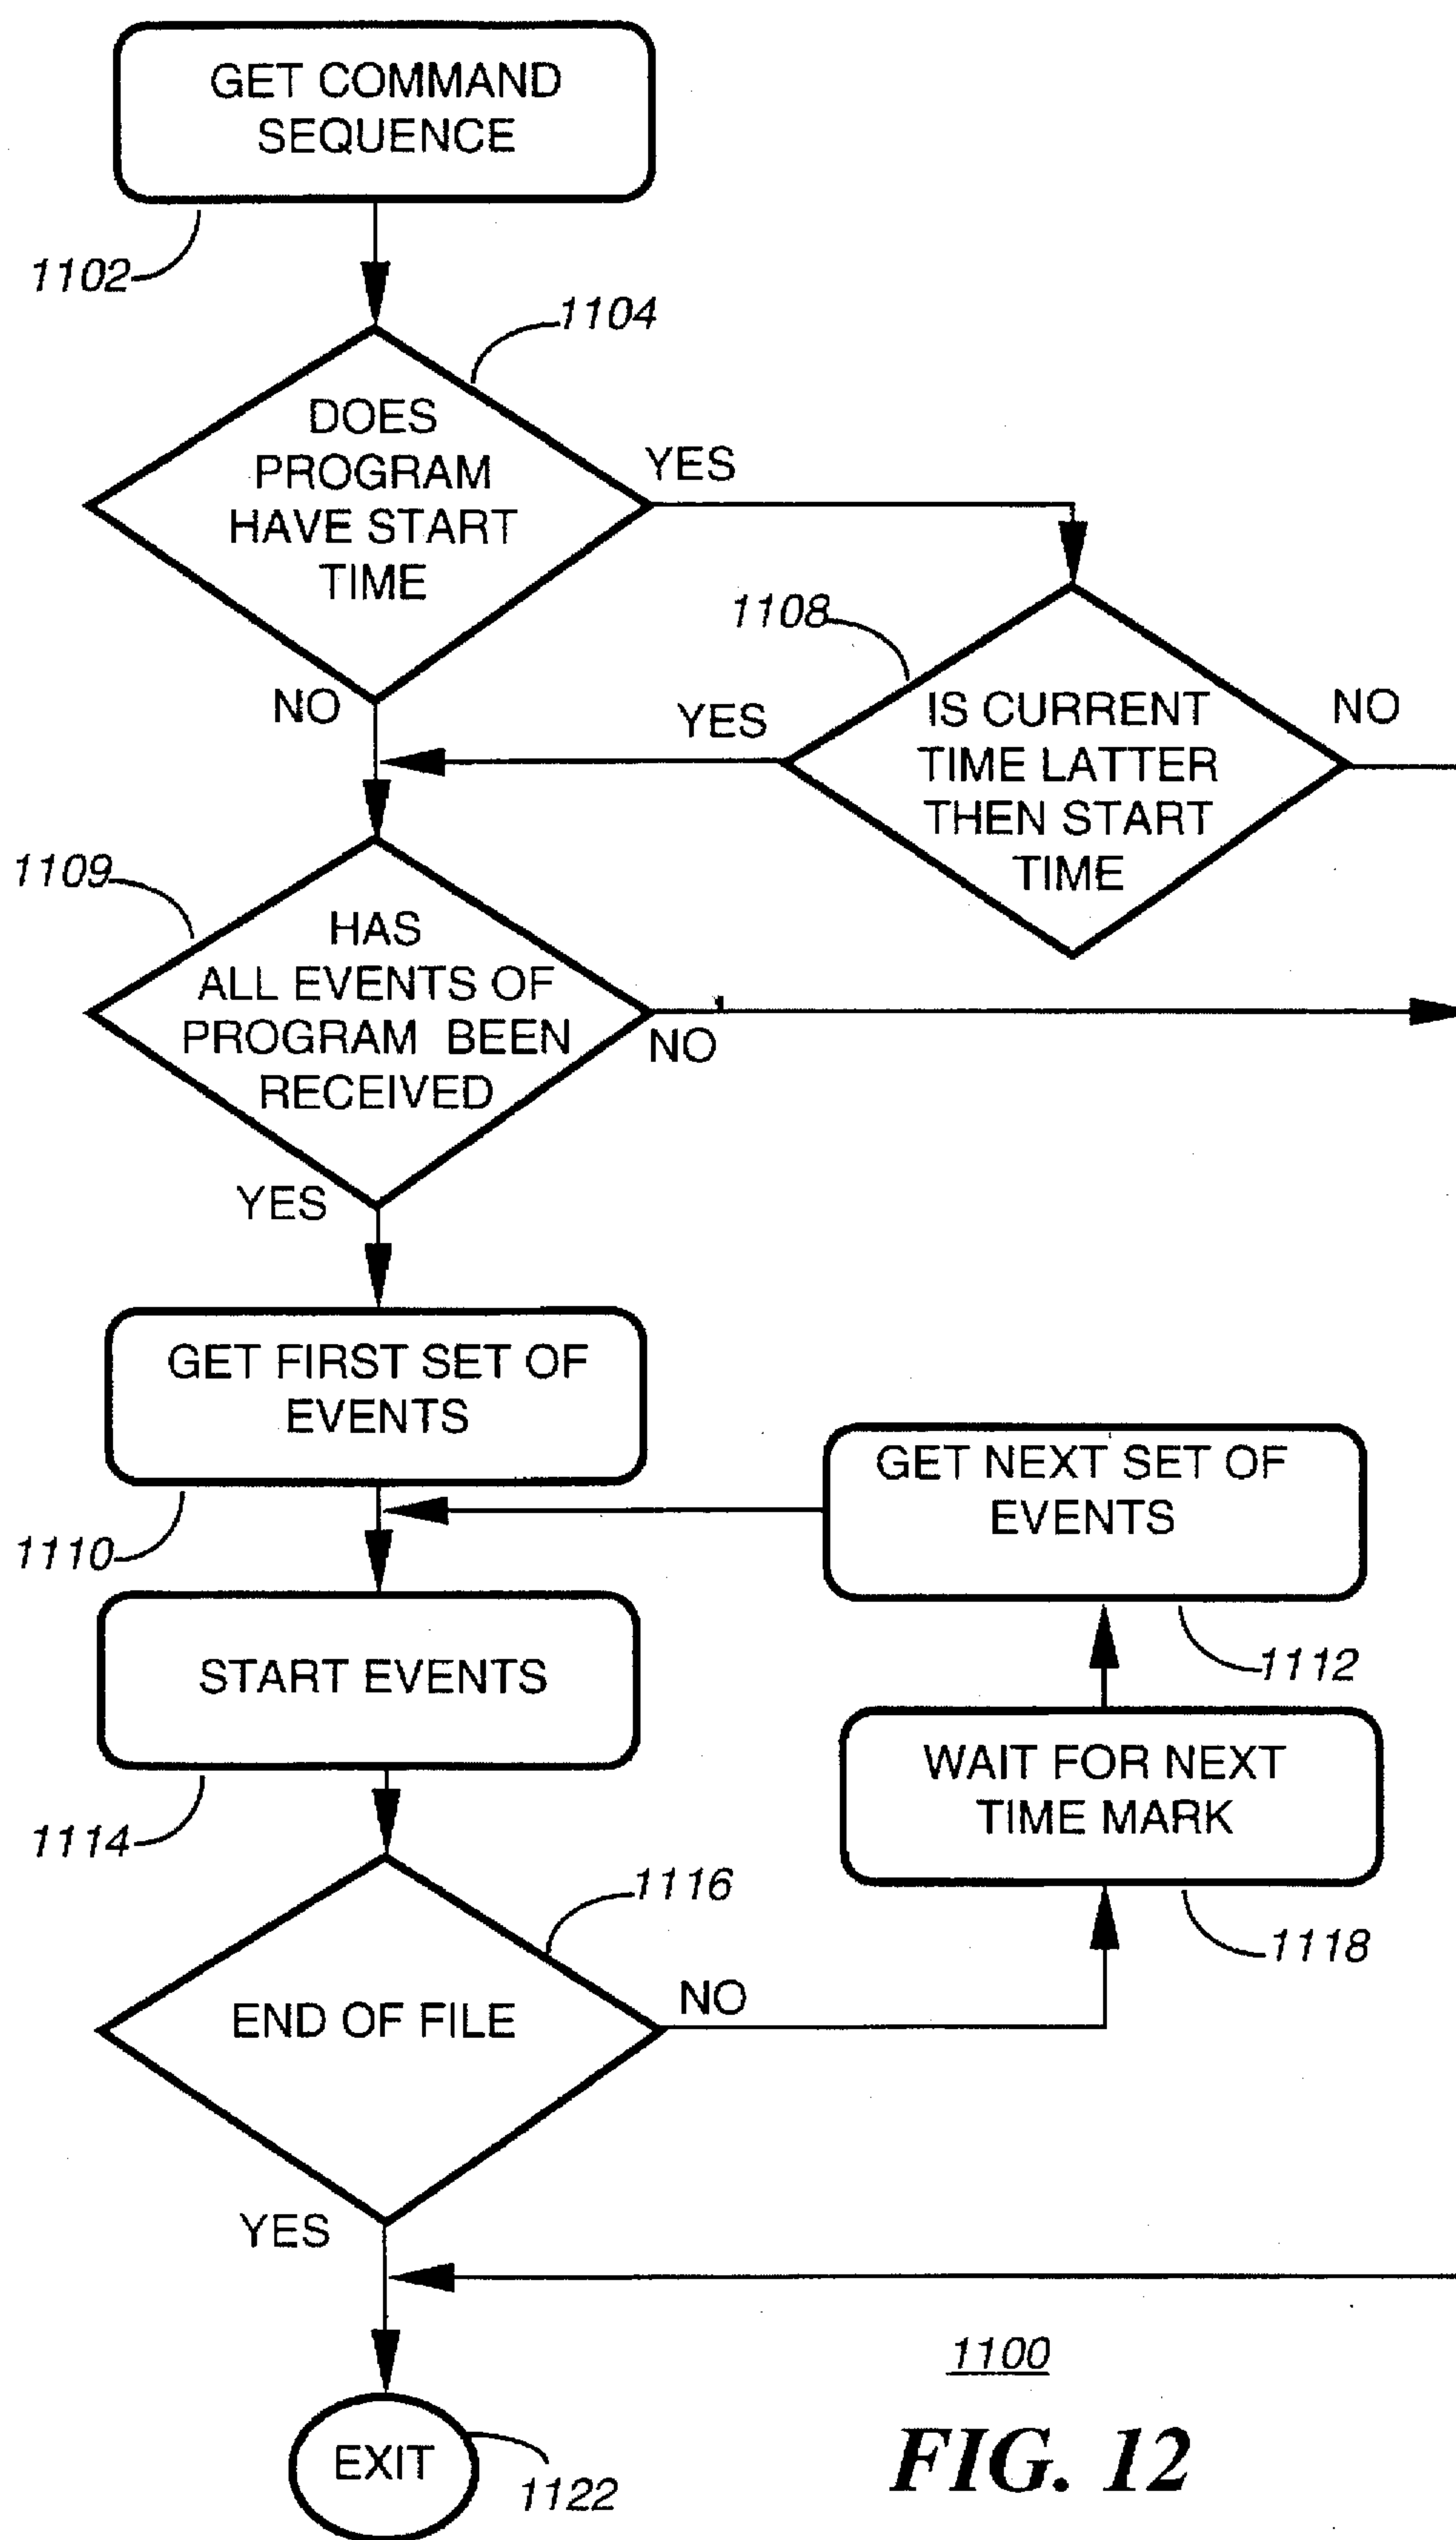 GET COMMAND
SEQUENCE
1102
1104
DOES
PROGRAM
HAVE START
TIME
YES
NO
1108
IS CURRENT
TIME LATTER
THEN START
TIME
YES
NO
1109
HAS
ALL EVENTS OF
PROGRAM BEEN
RECEIVED
NO
YES
GET FIRST SET OF
EVENTS
1110
GET NEXT SET OF
EVENTS
1112
START EVENTS
1114
WAIT FOR NEXT
TIME MARK
1118
1116
END OF FILE
NO
YES
EXIT
1122
1100
FIG. 12